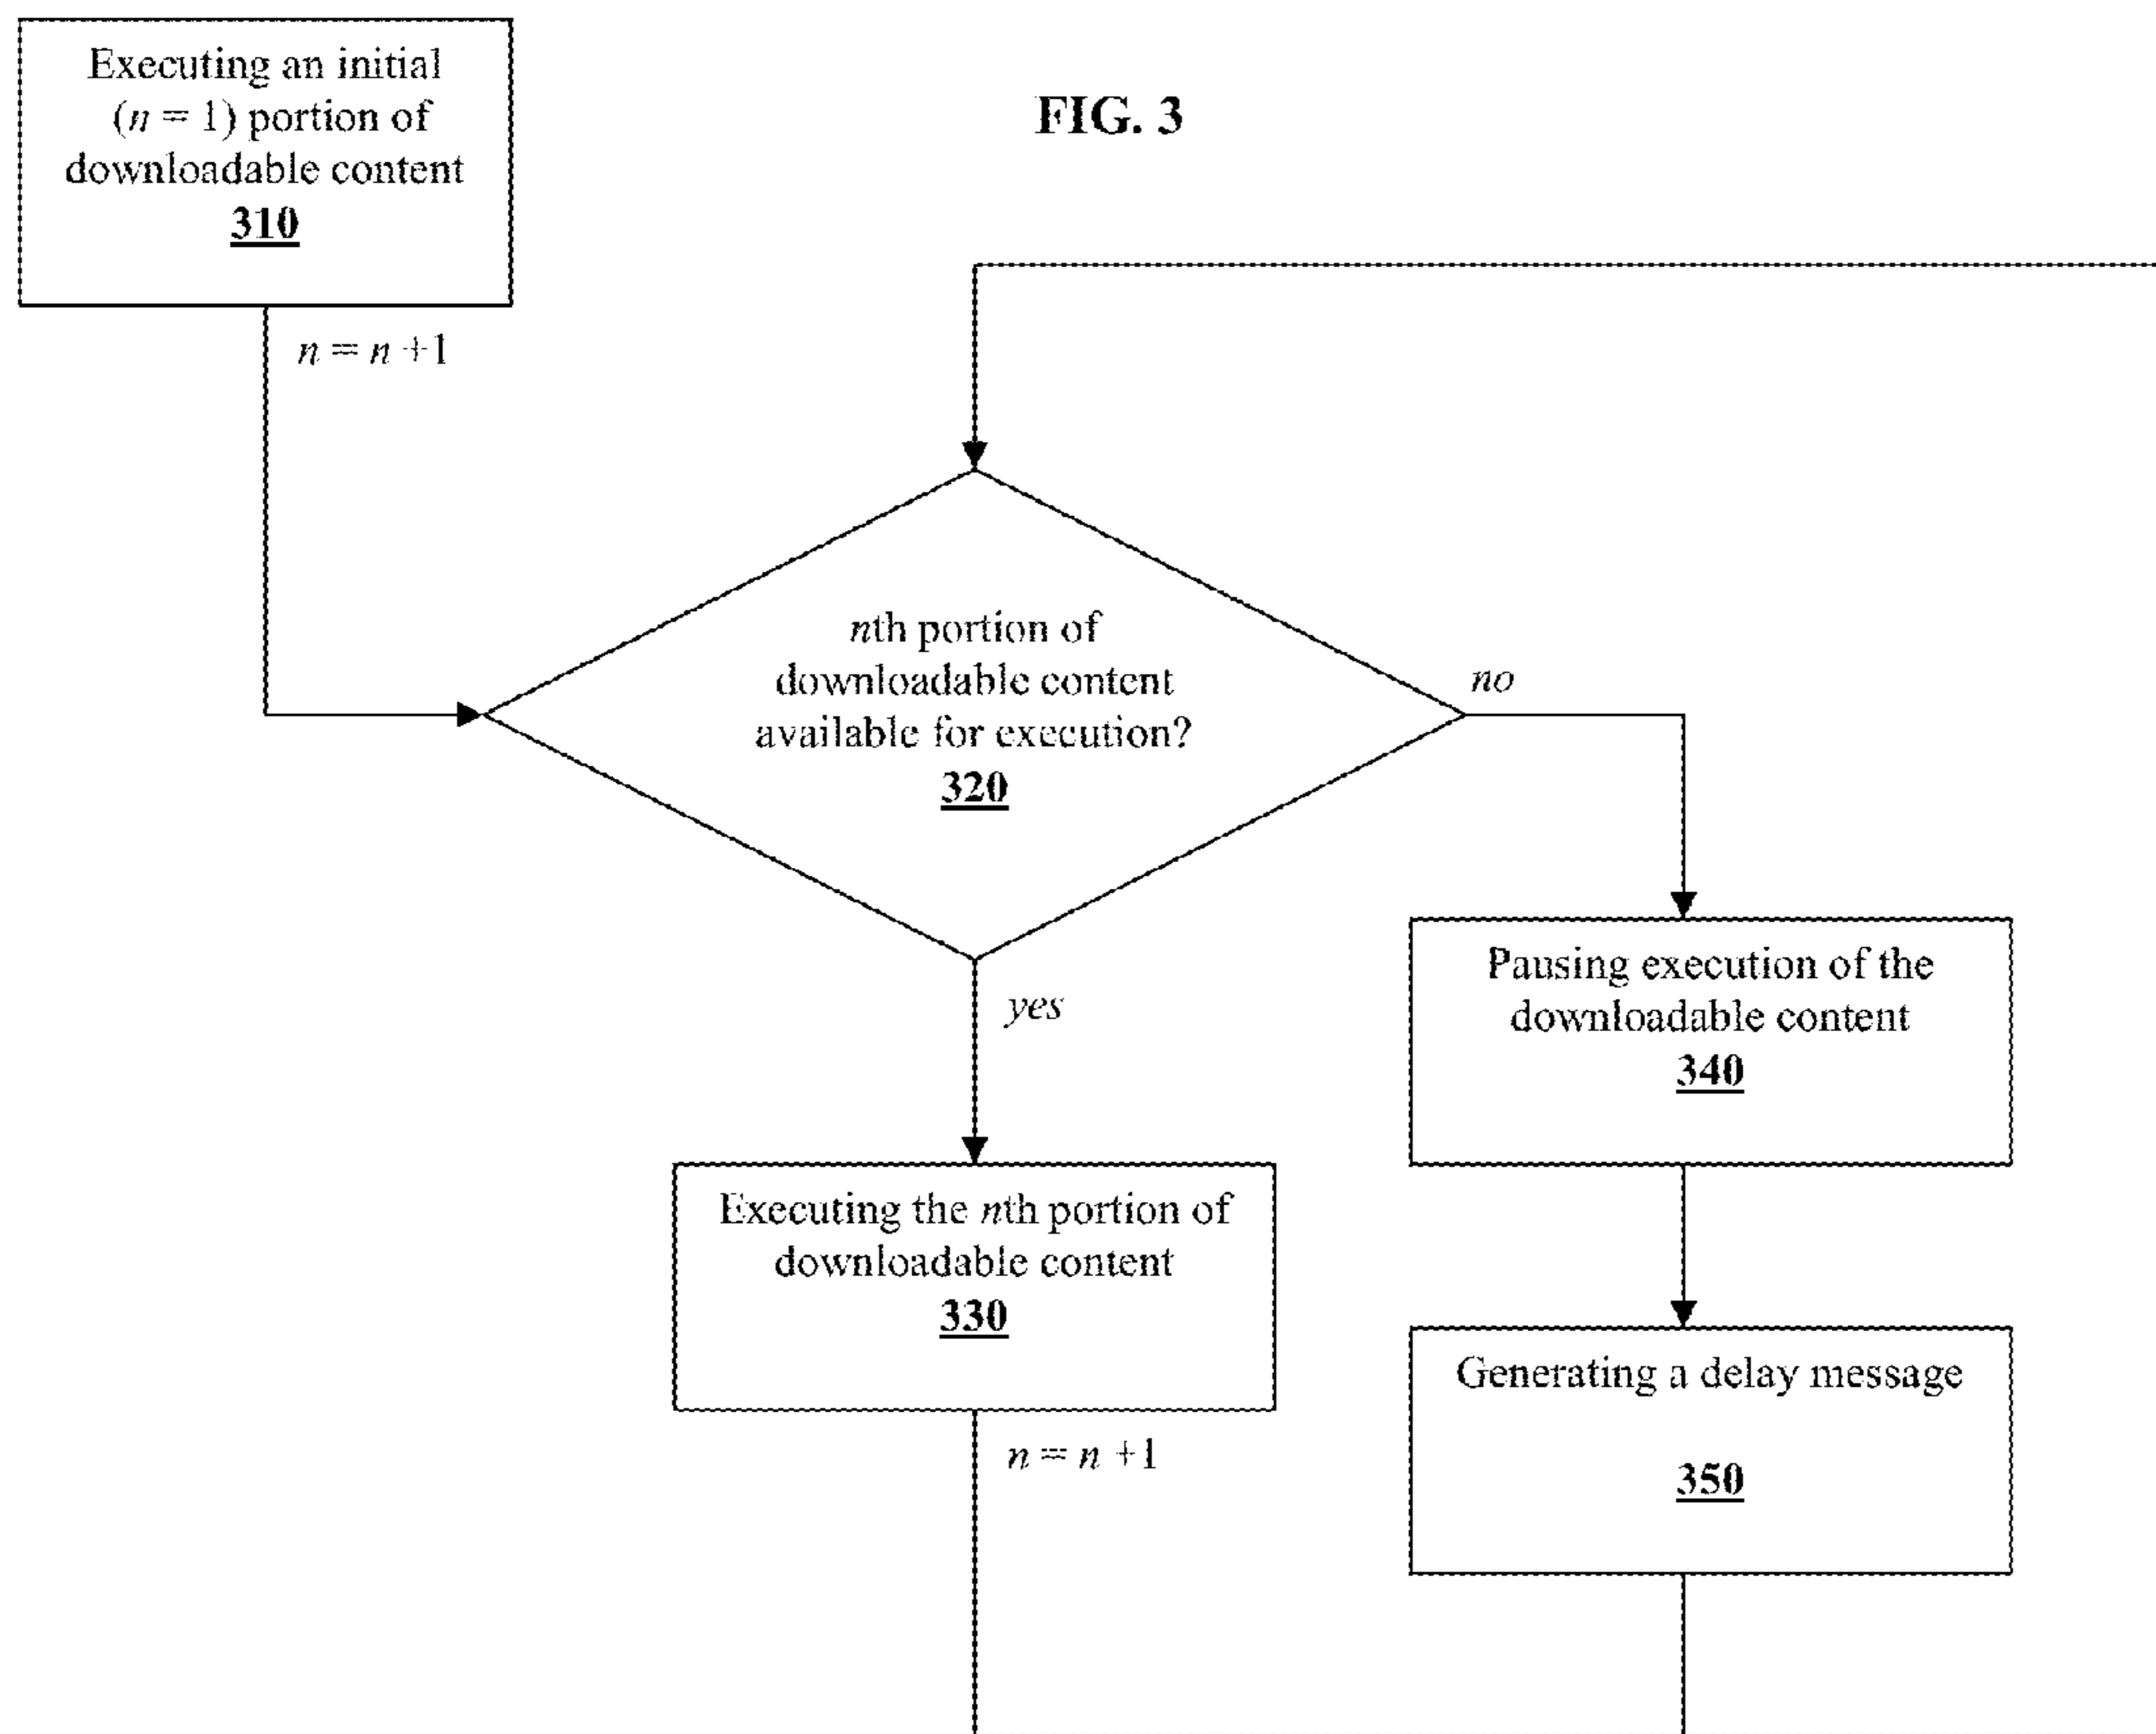 Executing an initial
(n = 1) portion of
downloadable content
310
FIG. 3
n = n +1
nth portion of
downloadable content
available for execution?
320
no
yes
Pausing execution of the
downloadable content
340
Executing the nth portion of
downloadable content
330
Generating a delay message
350
n = n +1